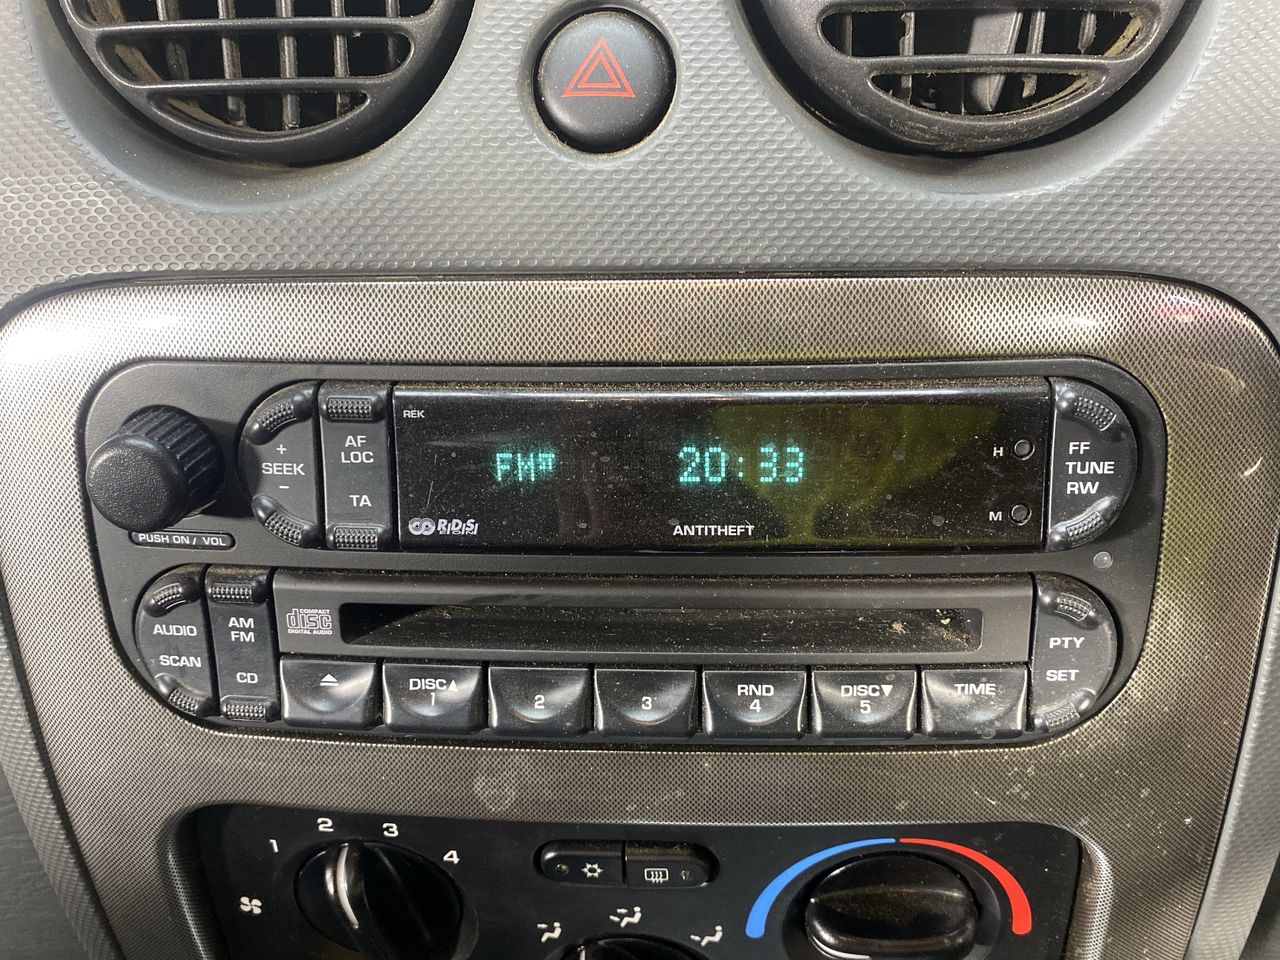 REK
+
SEEK
-
AF
LOC
TA
FM
20:33
H
M
FF
TUNE
RW
RDS
ANTITHEFT
PUSH ON / VOL
AUDIO
SCAN
AM
FM
CD
COMPACT
disc
DIGITAL AUDIO
PTY
SET
DISC▲
1
2
3
RND
4
DISC▼
5
TIME
1
2
3
4